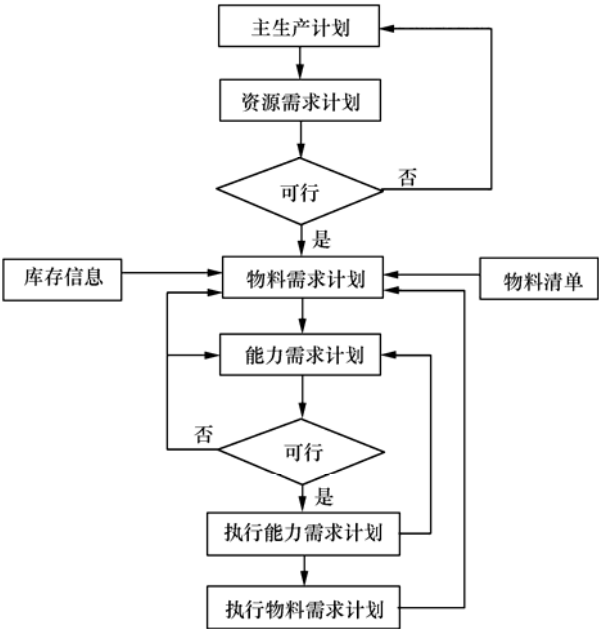 主生产计划
资源需求计划
可行
否
是
库存信息
物料需求计划
物料清单
能力需求计划
否
可行
是
执行能力需求计划
执行物料需求计划